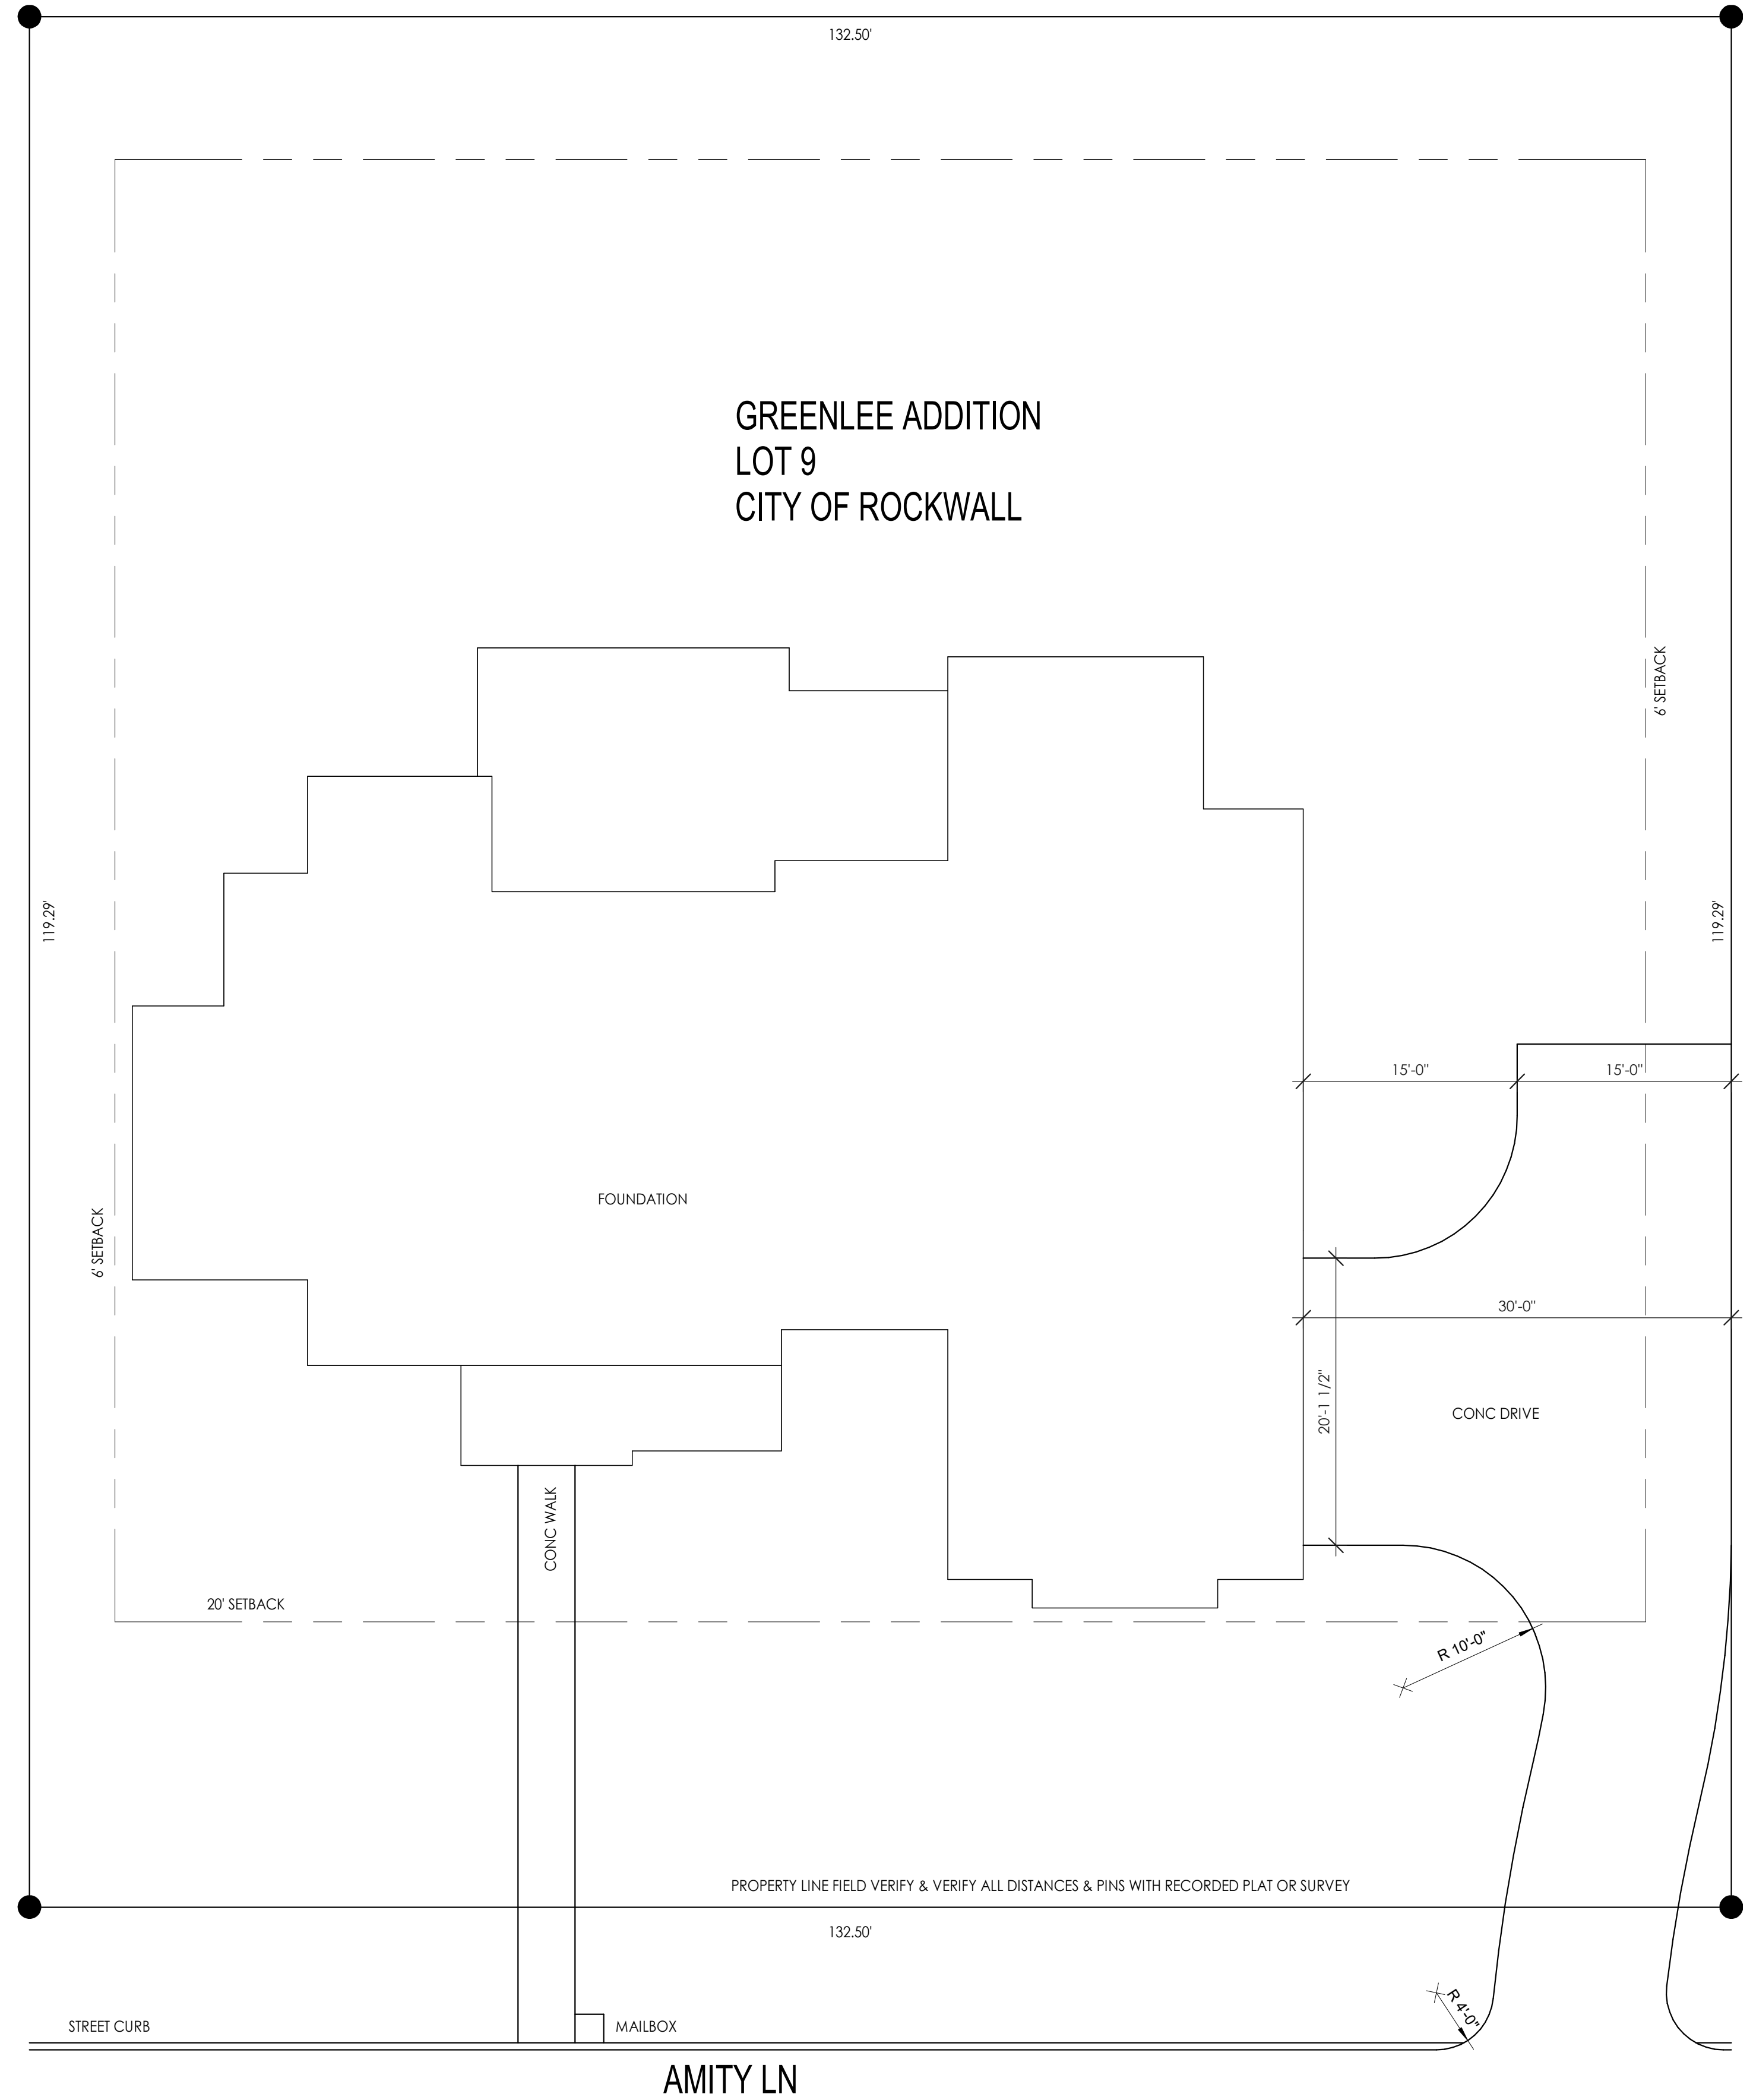 132.50'
GREENLEE ADDITION
LOT 9
CITY OF ROCKWALL
6' SETBACK
119.29'
119.29'
15'-0"
15'-0"
FOUNDATION
6' SETBACK
30'-0"
20'-1 1/2"
CONC DRIVE
CONC WALK
20' SETBACK
R 10'-0"
PROPERTY LINE FIELD VERIFY & VERIFY ALL DISTANCES & PINS WITH RECORDED PLAT OR SURVEY
132.50'
R 4'-0"
STREET CURB
MAILBOX
AMITY LN